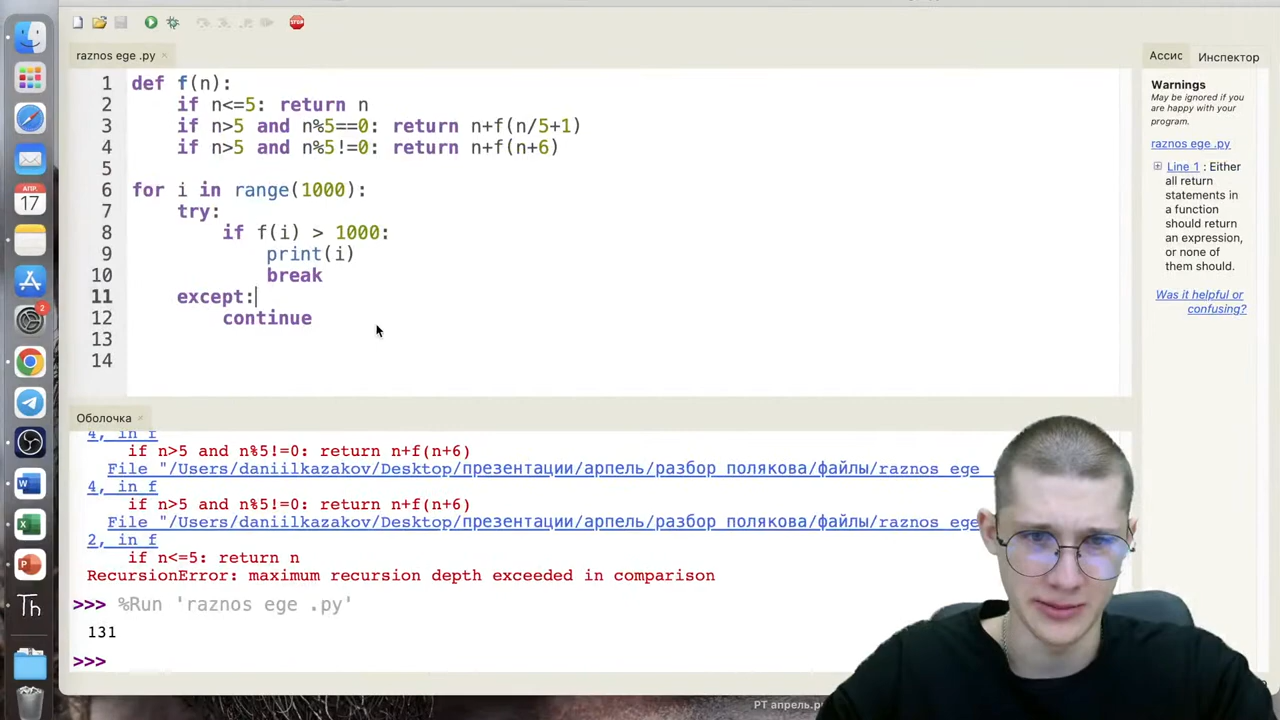 raznos ege .py ×
Ассис
Инспектор
1 def f(n):
2 if n<=5: return n
3 if n>5 and n%5==0: return n+f(n/5+1)
4 if n>5 and n%5!=0: return n+f(n+6)
5
6 for i in range(1000):
7 try:
8 if f(i) > 1000:
9 print(i)
10 break
11 except:
12 continue
13
14
Warnings
May be ignored if you
are happy with your
program.
raznos ege .py
Line 1 : Either
all return
statements in
a function
should return
an expression,
or none of
them should.
Was it helpful or
confusing?
Оболочка ×
4, in f
if n>5 and n%5!=0: return n+f(n+6)
File "/Users/daniilkazakov/Desktop/презентации/арпель/разбор полякова/файлы/raznos ege
4, in f
if n>5 and n%5!=0: return n+f(n+6)
File "/Users/daniilkazakov/Desktop/презентации/арпель/разбор полякова/файлы/raznos ege
2, in f
if n<=5: return n
RecursionError: maximum recursion depth exceeded in comparison
>>> %Run 'raznos ege .py'
131
>>>
АПР.
17
2
Th
STOP
РТ апрель.